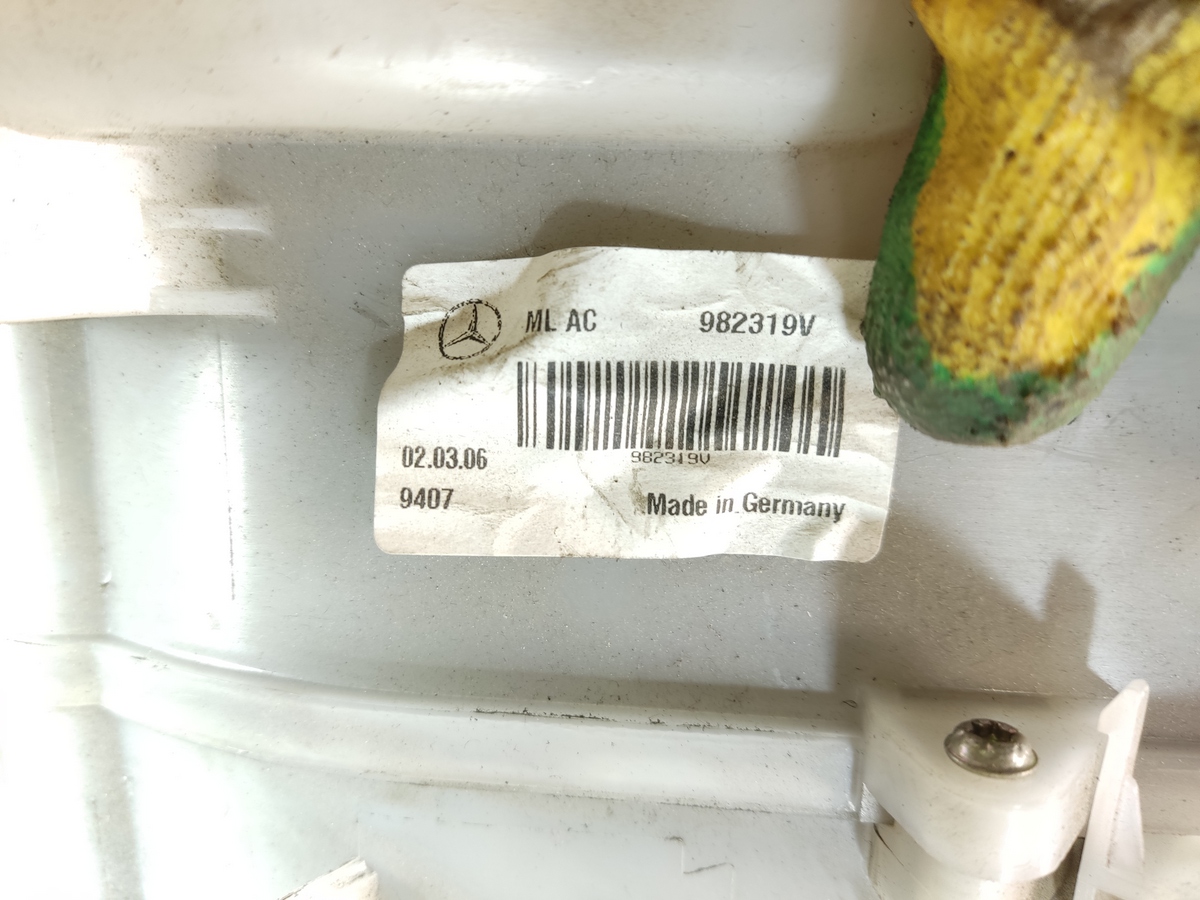 ML AC 982319V
982319V
02.03.06
9407 Made in Germany